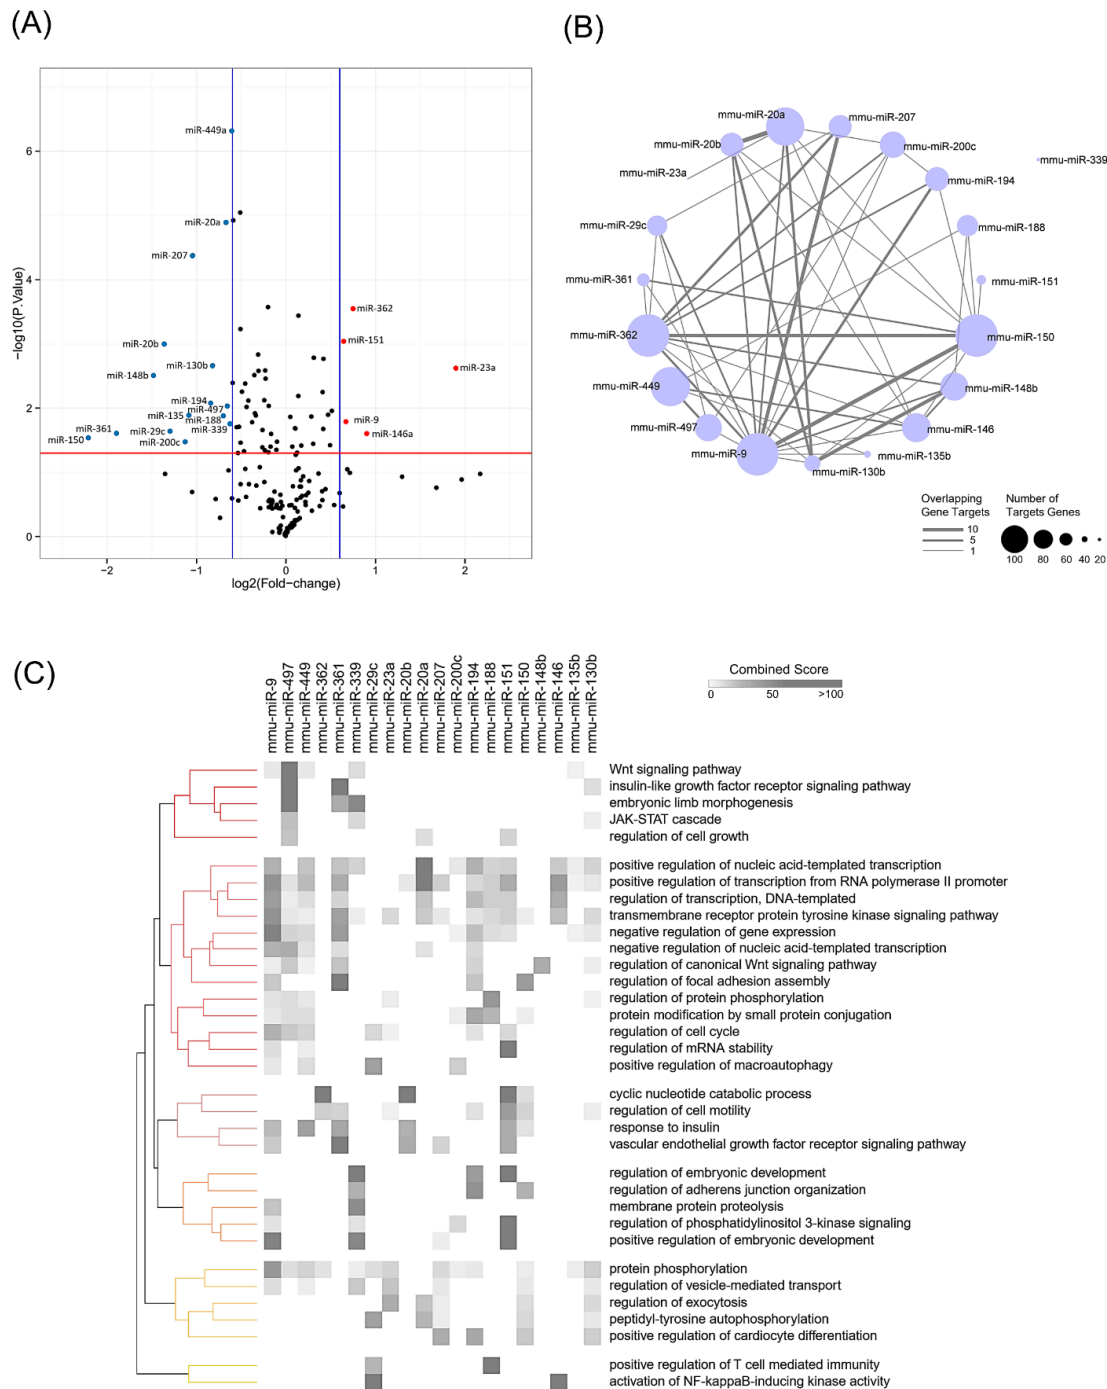 (A)
miR-449a
miR-20a
miR-207
miR-362
miR-151
miR-20b
miR-130b
miR-23a
miR-148b
miR-194
miR-497
miR-135
miR-188
miR-9
miR-361
miR-29c
miR-339
miR-146a
miR-150
miR-200c
6
4
2
0
−2
−1
0
1
2
−log10(P.Value)
log2(Fold−change)
(B)
mmu-miR-20a
mmu-miR-207
mmu-miR-20b
mmu-miR-200c
mmu-miR-339
mmu-miR-23a
mmu-miR-194
mmu-miR-29c
mmu-miR-188
mmu-miR-361
mmu-miR-151
mmu-miR-362
mmu-miR-150
mmu-miR-449
mmu-miR-148b
mmu-miR-497
mmu-miR-146
mmu-miR-9
mmu-miR-135b
mmu-miR-130b
Overlapping
Gene Targets
10
5
1
Number of
Targets Genes
100 80 60 40 20
(C)
Combined Score
0 50 >100
mmu-miR-9
mmu-miR-497
mmu-miR-449
mmu-miR-362
mmu-miR-361
mmu-miR-339
mmu-miR-29c
mmu-miR-23a
mmu-miR-20b
mmu-miR-20a
mmu-miR-207
mmu-miR-200c
mmu-miR-194
mmu-miR-188
mmu-miR-151
mmu-miR-150
mmu-miR-148b
mmu-miR-146
mmu-miR-135b
mmu-miR-130b
Wnt signaling pathway
insulin-like growth factor receptor signaling pathway
embryonic limb morphogenesis
JAK-STAT cascade
regulation of cell growth
positive regulation of nucleic acid-templated transcription
positive regulation of transcription from RNA polymerase II promoter
regulation of transcription, DNA-templated
transmembrane receptor protein tyrosine kinase signaling pathway
negative regulation of gene expression
negative regulation of nucleic acid-templated transcription
regulation of canonical Wnt signaling pathway
regulation of focal adhesion assembly
regulation of protein phosphorylation
protein modification by small protein conjugation
regulation of cell cycle
regulation of mRNA stability
positive regulation of macroautophagy
cyclic nucleotide catabolic process
regulation of cell motility
response to insulin
vascular endothelial growth factor receptor signaling pathway
regulation of embryonic development
regulation of adherens junction organization
membrane protein proteolysis
regulation of phosphatidylinositol 3-kinase signaling
positive regulation of embryonic development
protein phosphorylation
regulation of vesicle-mediated transport
regulation of exocytosis
peptidyl-tyrosine autophosphorylation
positive regulation of cardiocyte differentiation
positive regulation of T cell mediated immunity
activation of NF-kappaB-inducing kinase activity